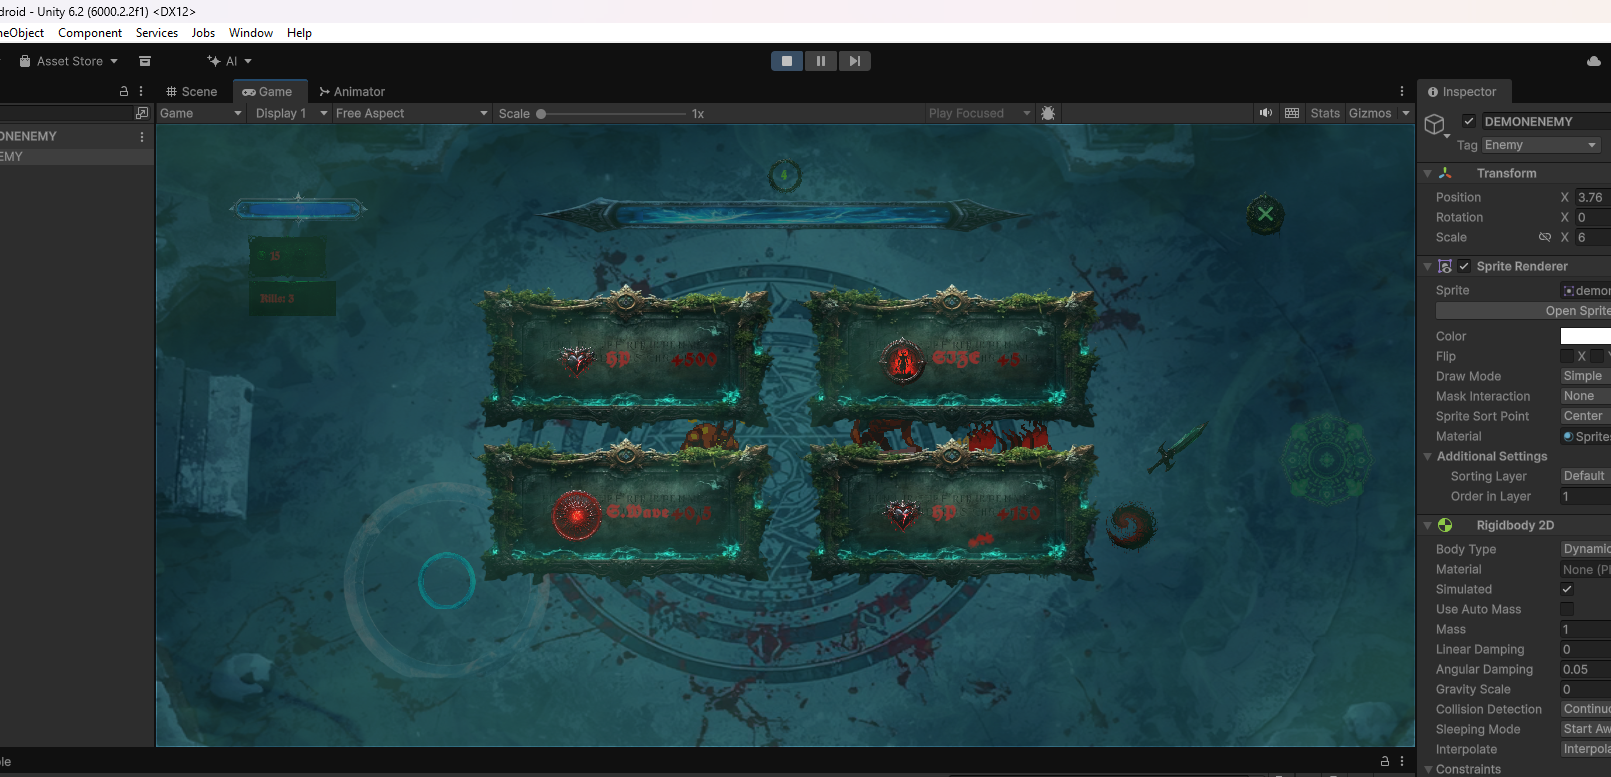 droid - Unity 6.2 (6000.2.2f1) <DX12>
neObject Component Services Jobs Window Help
Asset Store AI
Scene Game Animator Inspector
Game Display 1 Free Aspect Scale 1x Play Focused Stats Gizmos
ONENEMY
EMY
DEMONENEMY
Tag Enemy
Transform
Position X 3.76
Rotation X 0
Scale X 6
Sprite Renderer
Sprite demon
Open Sprite
Color
Flip X
Draw Mode Simple
Mask Interaction None
Sprite Sort Point Center
Material Sprites
Additional Settings
Sorting Layer Default
Order in Layer 1
Rigidbody 2D
Body Type Dynamic
Material None (P
Simulated
Use Auto Mass
Mass 1
Linear Damping 0
Angular Damping 0.05
Gravity Scale 0
Collision Detection Continuo
Sleeping Mode Start Aw
Interpolate Interpola
Constraints
4
15
Kills: 3
HP +500
SIZE +5
S.Wave +0,5
HP +150
le